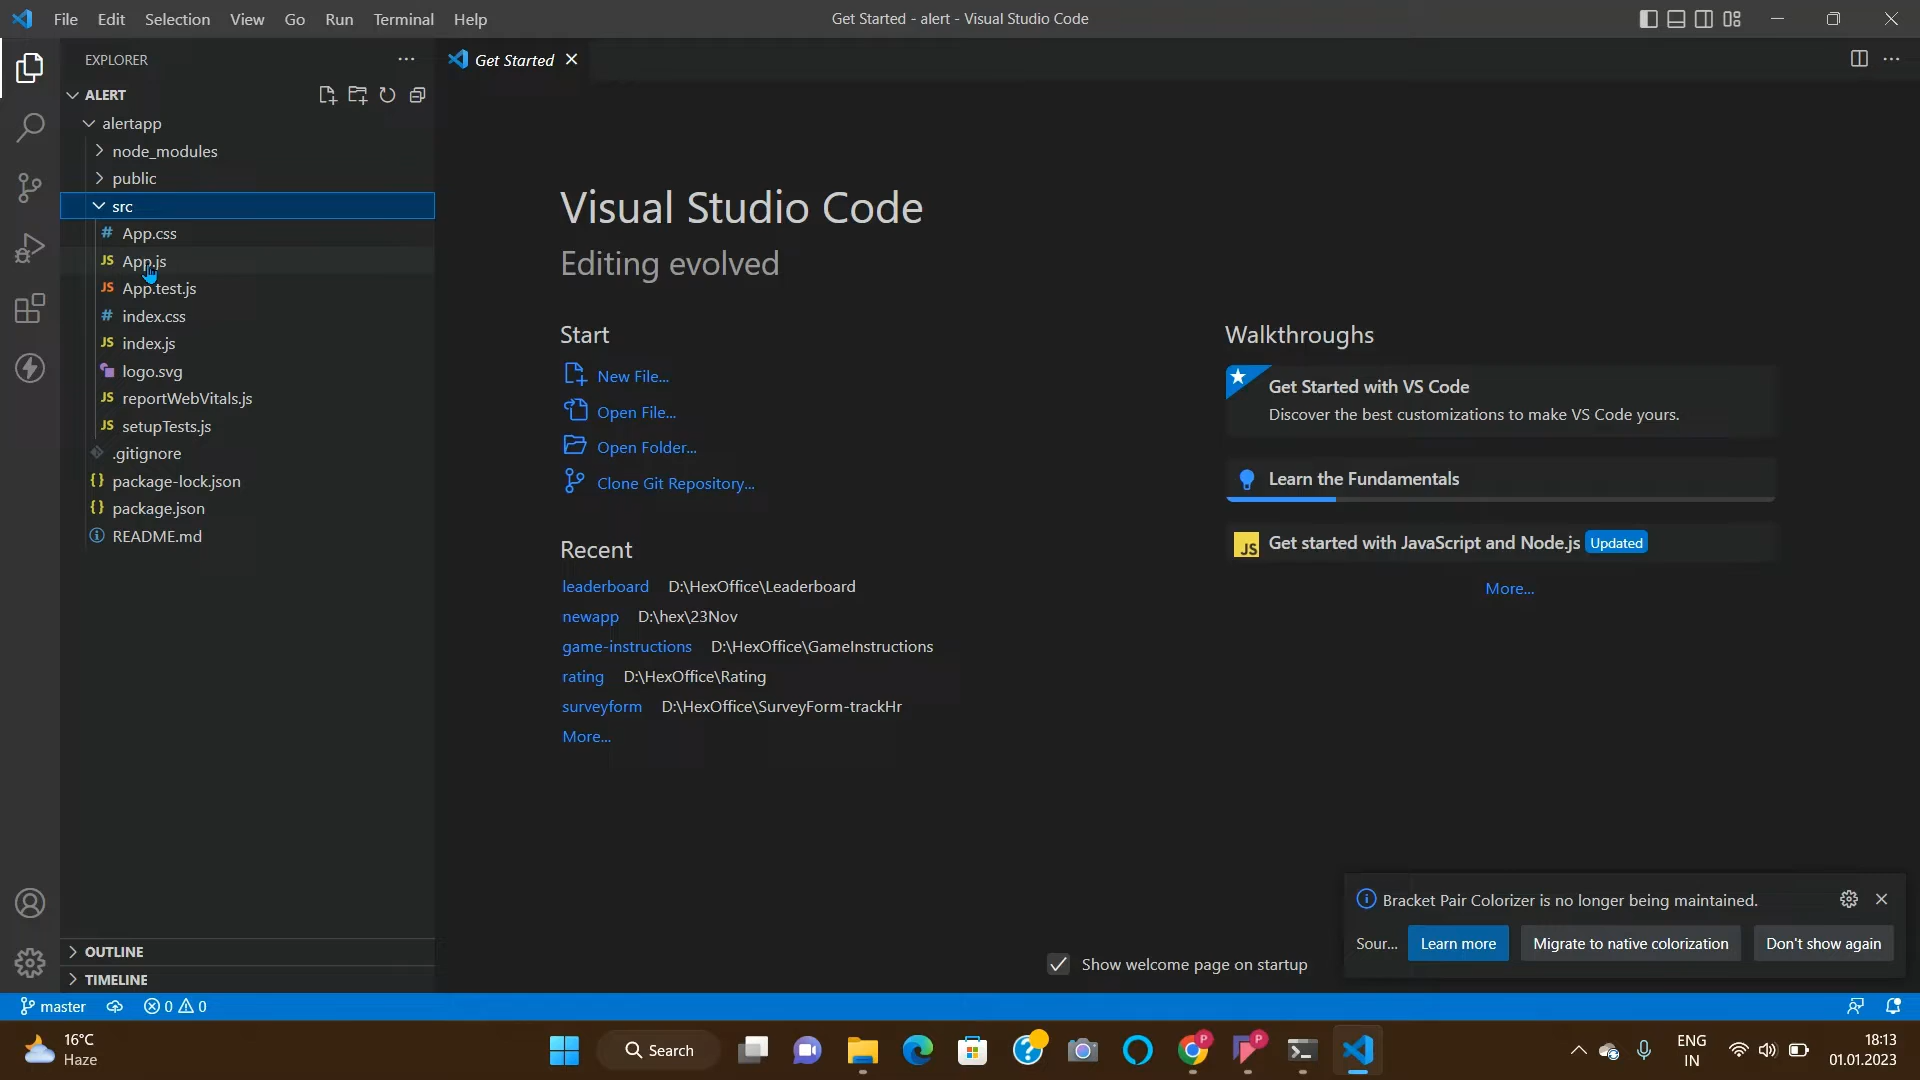 File Edit Selection View Go Run Terminal Help
Get Started - alert - Visual Studio Code
EXPLORER
Get Started
ALERT
alertapp
node_modules
public
src
# App.css
JS App.js
JS App.test.js
# index.css
JS index.js
logo.svg
JS reportWebVitals.js
JS setupTests.js
.gitignore
{} package-lock.json
{} package.json
README.md
OUTLINE
TIMELINE
Visual Studio Code
Editing evolved
Start
New File...
Open File...
Open Folder...
Clone Git Repository...
Recent
leaderboard D:\HexOffice\Leaderboard
newapp D:\hex\23Nov
game-instructions D:\HexOffice\GameInstructions
rating D:\HexOffice\Rating
surveyform D:\HexOffice\SurveyForm-trackHr
More...
Walkthroughs
Get Started with VS Code
Discover the best customizations to make VS Code yours.
Learn the Fundamentals
JS Get started with JavaScript and Node.js Updated
More...
Show welcome page on startup
Bracket Pair Colorizer is no longer being maintained.
Sour... Learn more Migrate to native colorization Don't show again
master 0 0
16°C
Haze
Search
P
P
ENG
IN
18:13
01.01.2023